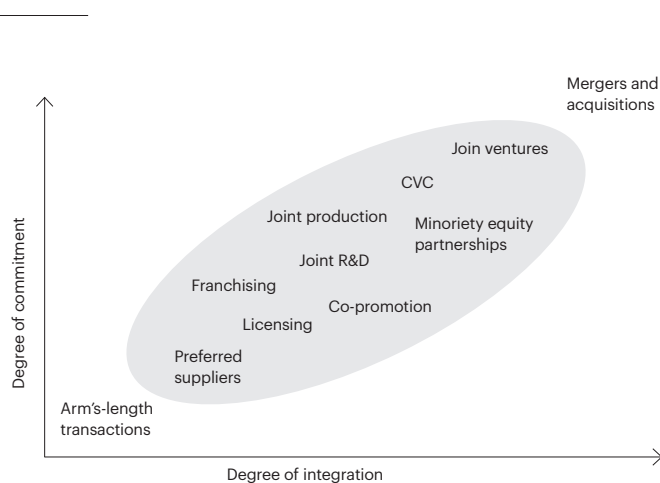 Mergers and
acquisitions
Join ventures
CVC
Joint production
Minoriety equity
partnerships
Joint R&D
Franchising
Co-promotion
Licensing
Preferred
suppliers
Arm’s-length
transactions
Degree of commitment
Degree of integration